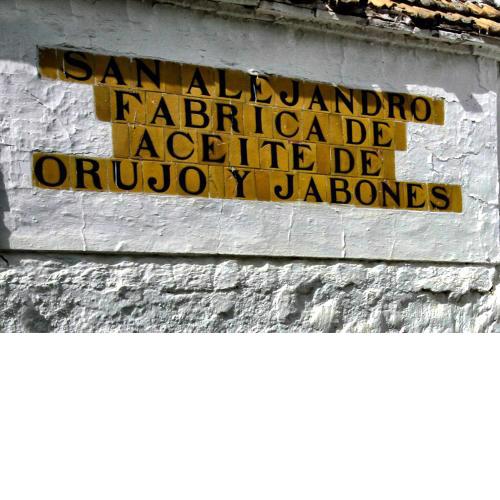 SAN ALEJANDRO
FABRICA DE
ACEITE DE
ORUJO Y JABONES